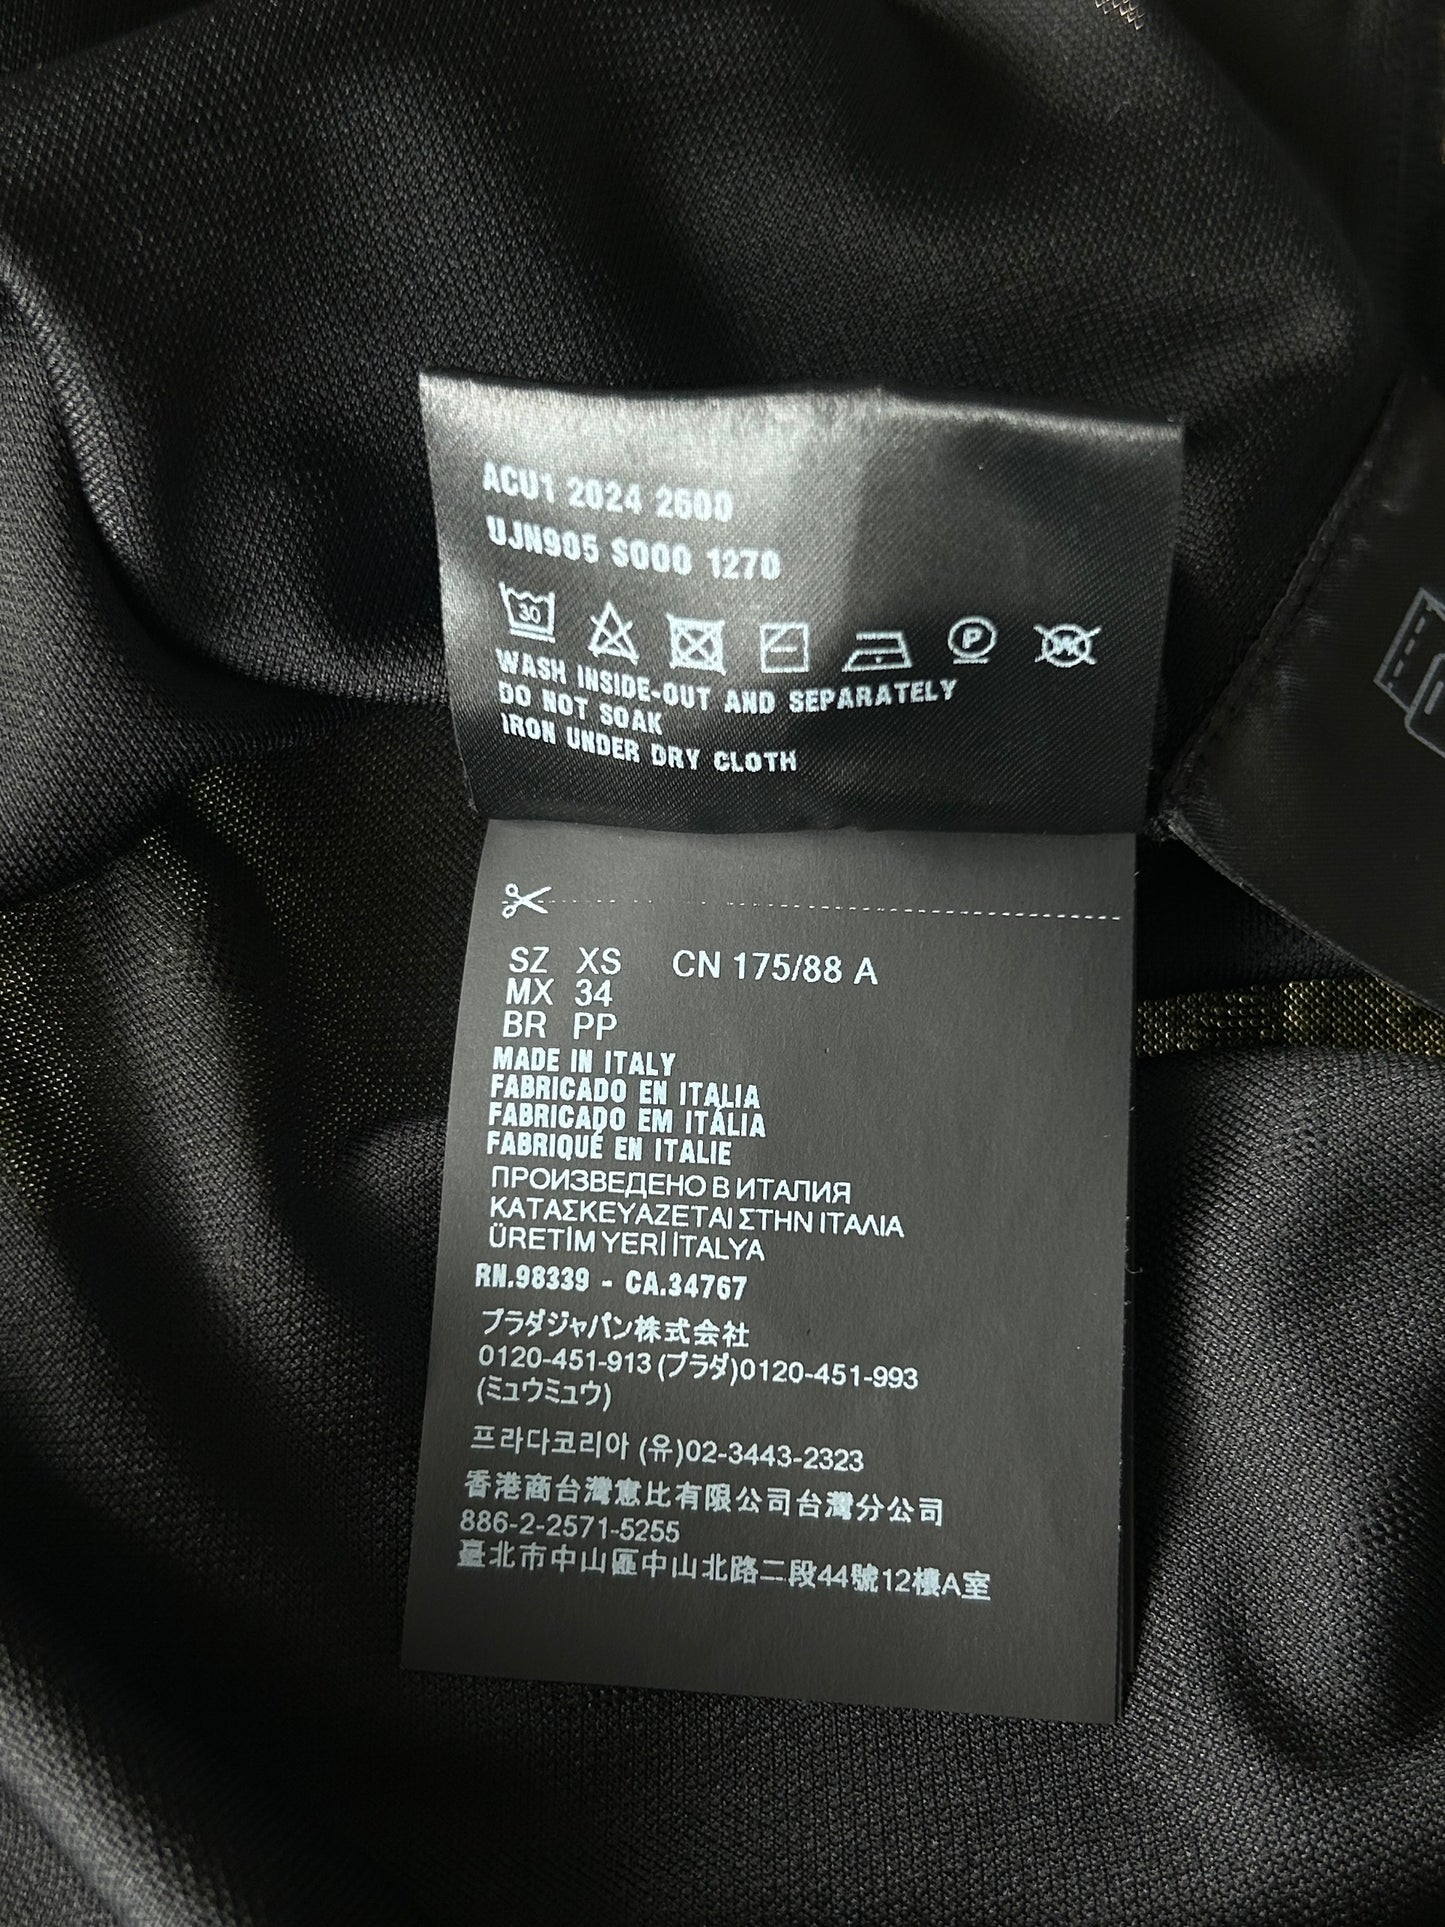 ACU1 2024 2600
UJN905 S000 1270
30
P
W
WASH INSIDE-OUT AND SEPARATELY
DO NOT SOAK
IRON UNDER DRY CLOTH
SZ XS CN 175/88 A
MX 34
BR PP
MADE IN ITALY
FABRICADO EN ITALIA
FABRICADO EM ITÁLIA
FABRIQUÉ EN ITALIE
ПРОИЗВЕДЕНО В ИТАЛИЯ
ΚΑΤΑΣΚΕΥΑΖΕΤΑΙ ΣΤΗΝ ΙΤΑΛΙΑ
ÜRETİM YERİ İTALYA
RN.98339 - CA.34767
プラダジャパン株式会社
0120-451-913 (プラダ)0120-451-993
(ミュウミュウ)
프라다코리아 (유)02-3443-2323
香港商台灣惠比有限公司台灣分公司
886-2-2571-5255
臺北市中山區中山北路二段44號12樓A室